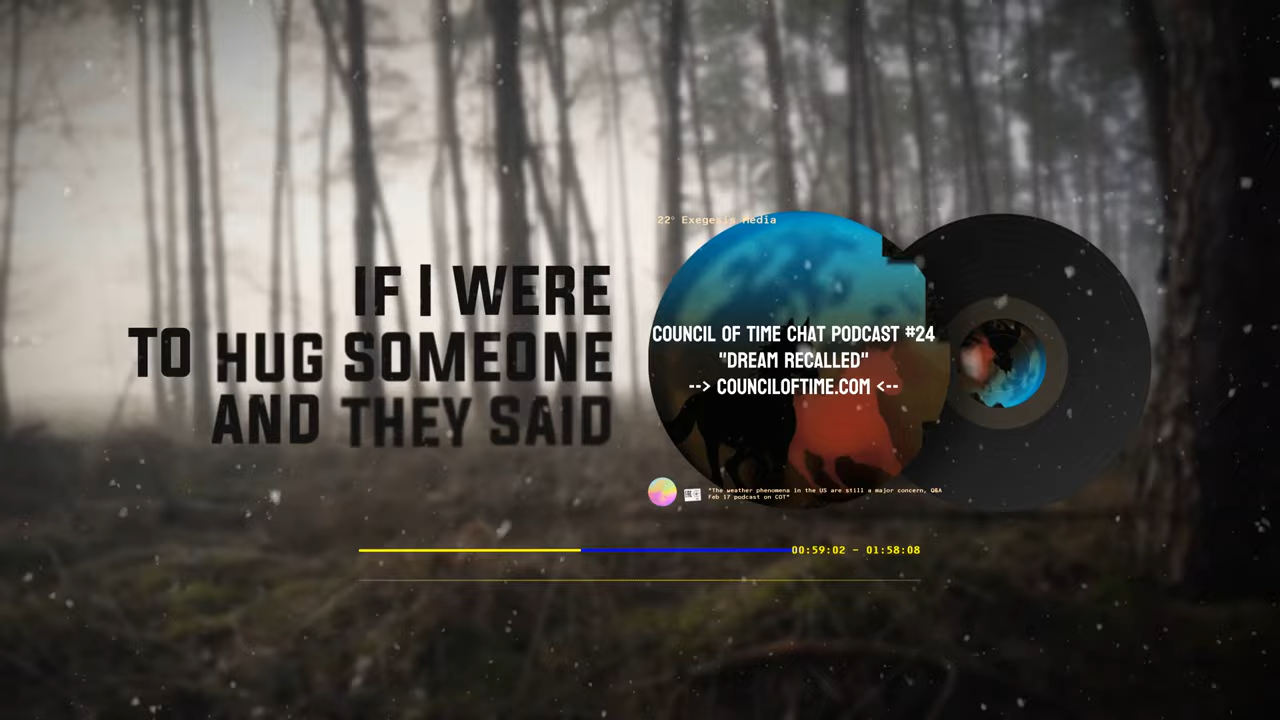 IF I WERE
TO HUG SOMEONE
AND THEY SAID
22° Exegesis Media
COUNCIL OF TIME CHAT PODCAST #24
"DREAM RECALLED"
--> COUNCILOFTIME.COM <--
"The weather phenomena in the US are still a major concern, Q&A
Feb 17 podcast on COT"
00:59:02 - 01:58:08